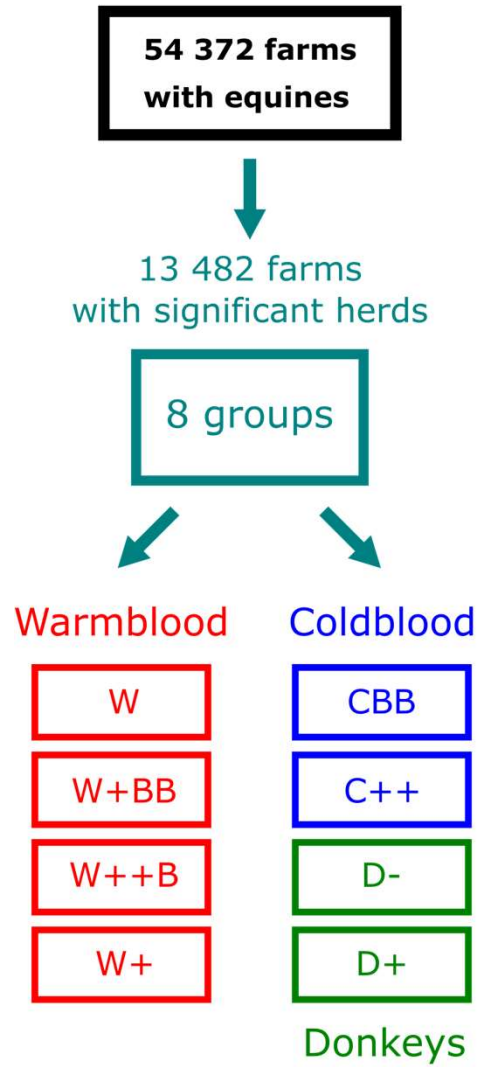 54 372 farms
with equines
13 482 farms
with significant herds
8 groups
Warmblood
W
W+BB
W++B
W+
Coldblood
CBB
C++
D-
D+
Donkeys